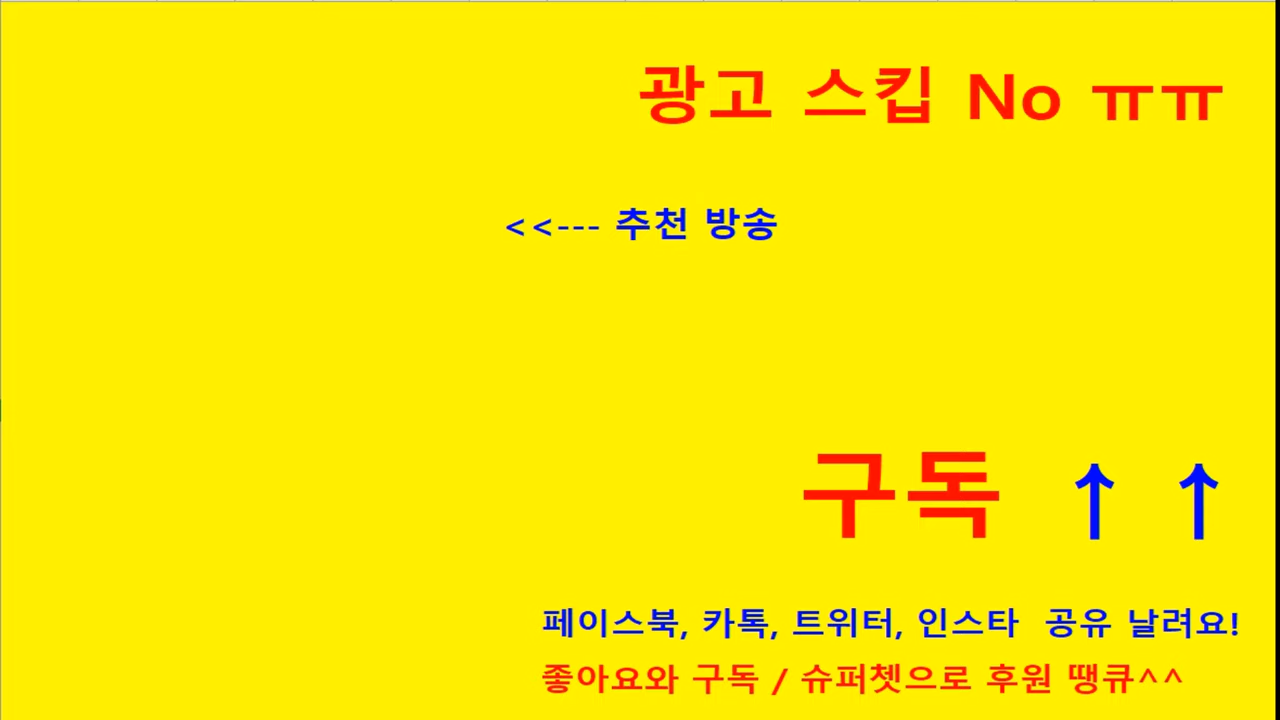 광고 스킵 No ㅠㅠ
<<--- 추천 방송
구독 ↑ ↑
페이스북, 카톡, 트위터, 인스타 공유 날려요!
좋아요와 구독 / 슈퍼쳇으로 후원 땡큐^^